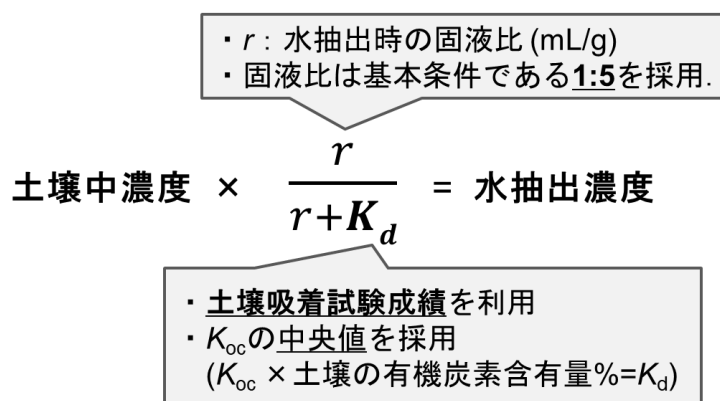 ・r : 水抽出時の固液比 (mL/g)
・固液比は基本条件である1:5を採用.
土壌中濃度 × r / r+Kd = 水抽出濃度
・土壌吸着試験成績を利用
・Kocの中央値を採用
(Koc × 土壌の有機炭素含有量%=Kd)